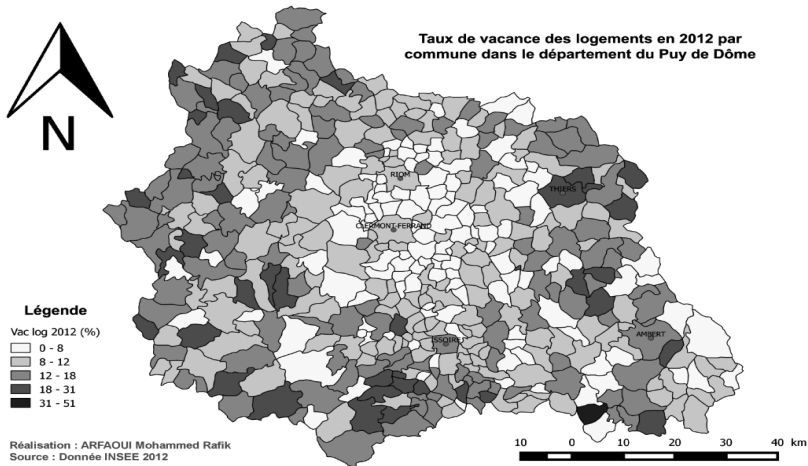 Taux de vacance des logements en 2012 par
commune dans le département du Puy de Dôme
N
RIOM
THIERS
CLERMONT-FERRAND
ISSOIRE
AMBERT
Légende
Vac log 2012 (%)
0 - 8
8 - 12
12 - 18
18 - 31
31 - 51
Réalisation : ARFAOUI Mohammed Rafik
Source : Donnée INSEE 2012
10 0 10 20 30 40 km